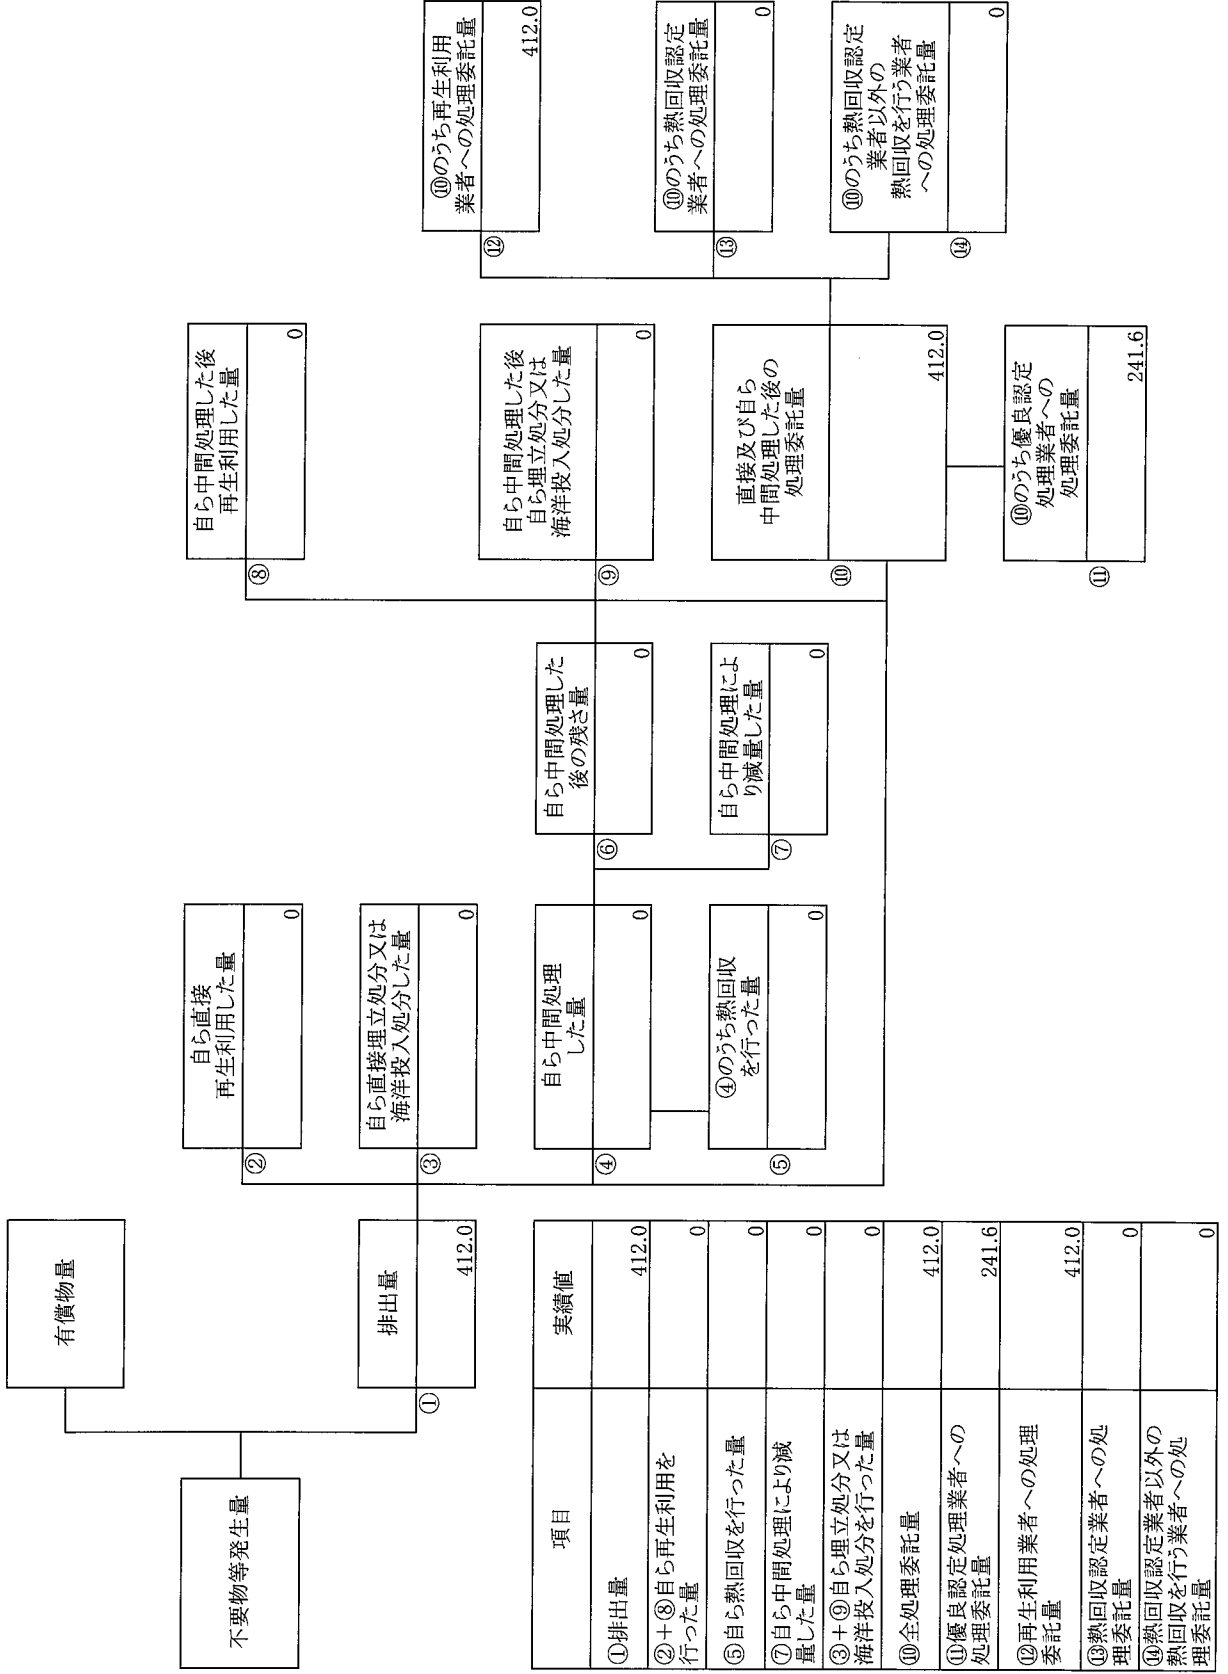 不要物等発生量
有償物量
排出量
①
412.0
自ら直接
再生利用した量
②
0
自ら直接埋立処分又は
海洋投入処分した量
③
0
自ら中間処理
した量
④
0
④のうち熱回収
を行った量
⑤
0
自ら中間処理した
後の残さ量
⑥
0
自ら中間処理によ
り減量した量
⑦
0
自ら中間処理した後
再生利用した量
⑧
0
自ら中間処理した後
自ら埋立処分又は
海洋投入処分した量
⑨
0
直接及び自ら
中間処理した後の
処理委託量
⑩
412.0
⑩のうち優良認定
処理業者への
処理委託量
⑪
241.6
⑩のうち再生利用
業者への処理委託量
⑫
412.0
⑩のうち熱回収認定
業者への処理委託量
⑬
0
⑩のうち熱回収認定
業者以外の
熱回収を行う業者
への処理委託量
⑭
0
項目 実績値
①排出量 412.0
②+⑧自ら再生利用を
行った量 0
⑤自ら熱回収を行った量 0
⑦自ら中間処理により減
量した量 0
③+⑨自ら埋立処分又は
海洋投入処分を行った量 0
⑩全処理委託量 412.0
⑪優良認定処理業者への
処理委託量 241.6
⑫再生利用業者への処理
委託量 412.0
⑬熱回収認定業者への処
理委託量 0
⑭熱回収認定業者以外の
熱回収を行う業者への処
理委託量 0